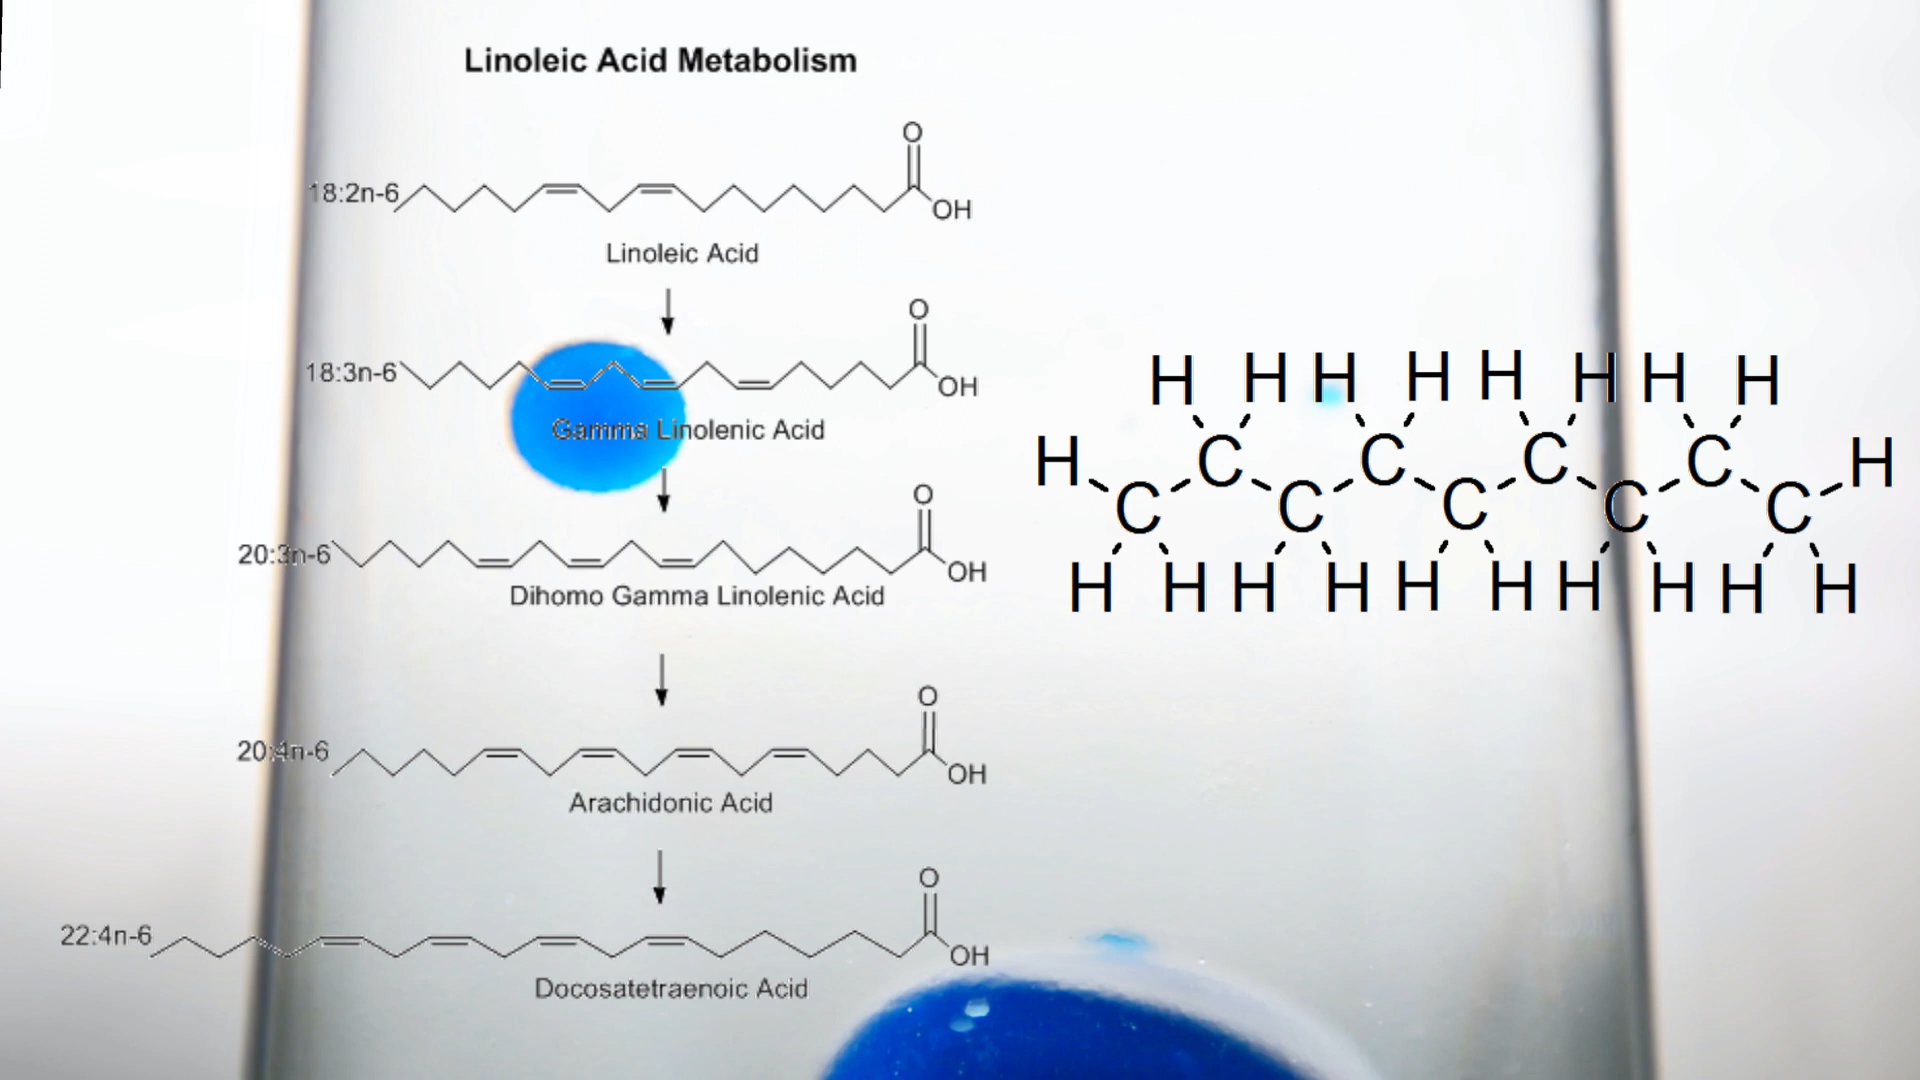 Linoleic Acid Metabolism
O
18:2n-6
OH
Linoleic Acid
O
18:3n-6
OH
Gamma Linolenic Acid
O
20:3n-6
OH
Dihomo Gamma Linolenic Acid
O
20:4n-6
OH
Arachidonic Acid
O
22:4n-6
OH
Docosatetraenoic Acid
H H H H H H H H
H C C C C H
C C C C C
H H H H H H H H H H